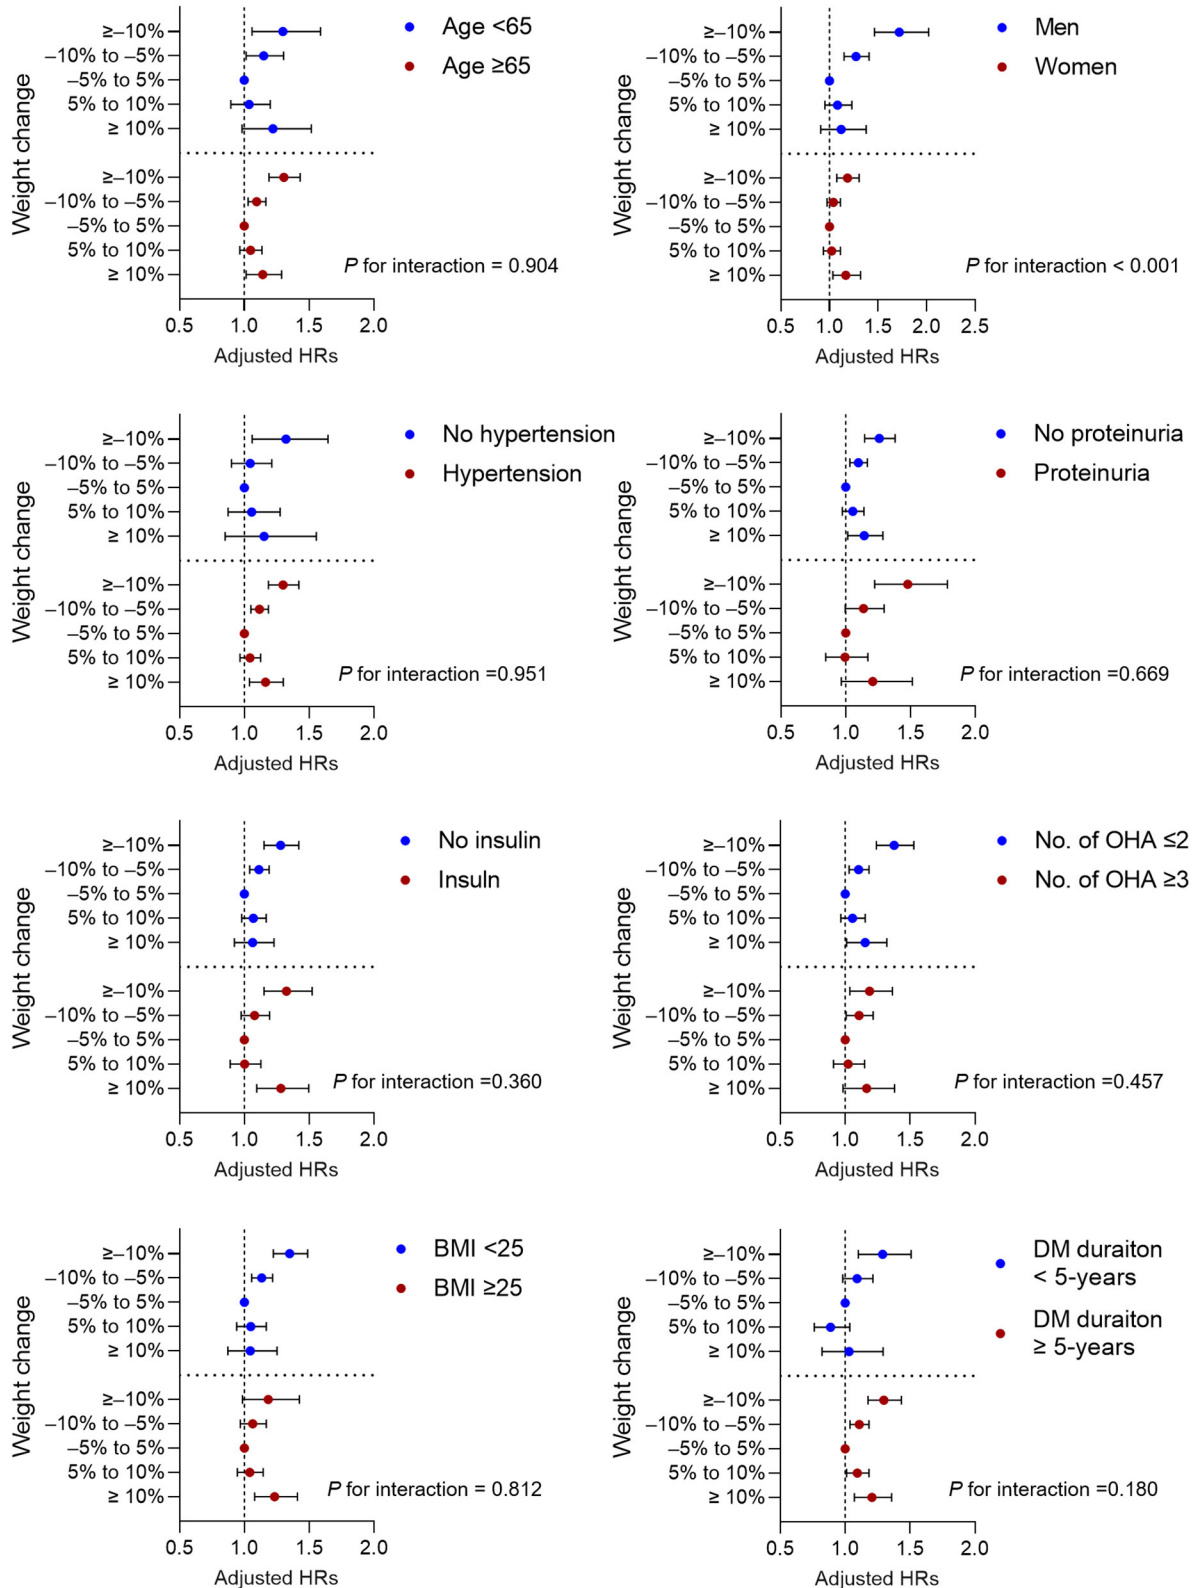 Weight change
≥–10%
–10% to –5%
–5% to 5%
5% to 10%
≥ 10%
≥–10%
–10% to –5%
–5% to 5%
5% to 10%
≥ 10%
Age <65
Age ≥65
P for interaction = 0.904
0.5 1.0 1.5 2.0
Adjusted HRs
Weight change
≥–10%
–10% to –5%
–5% to 5%
5% to 10%
≥ 10%
≥–10%
–10% to –5%
–5% to 5%
5% to 10%
≥ 10%
Men
Women
P for interaction < 0.001
0.5 1.0 1.5 2.0 2.5
Adjusted HRs
Weight change
≥–10%
–10% to –5%
–5% to 5%
5% to 10%
≥ 10%
≥–10%
–10% to –5%
–5% to 5%
5% to 10%
≥ 10%
No hypertension
Hypertension
P for interaction =0.951
0.5 1.0 1.5 2.0
Adjusted HRs
Weight change
≥–10%
–10% to –5%
–5% to 5%
5% to 10%
≥ 10%
≥–10%
–10% to –5%
–5% to 5%
5% to 10%
≥ 10%
No proteinuria
Proteinuria
P for interaction =0.669
0.5 1.0 1.5 2.0
Adjusted HRs
Weight change
≥–10%
–10% to –5%
–5% to 5%
5% to 10%
≥ 10%
≥–10%
–10% to –5%
–5% to 5%
5% to 10%
≥ 10%
No insulin
Insuln
P for interaction =0.360
0.5 1.0 1.5 2.0
Adjusted HRs
Weight change
≥–10%
–10% to –5%
–5% to 5%
5% to 10%
≥ 10%
≥–10%
–10% to –5%
–5% to 5%
5% to 10%
≥ 10%
No. of OHA ≤2
No. of OHA ≥3
P for interaction =0.457
0.5 1.0 1.5 2.0
Adjusted HRs
Weight change
≥–10%
–10% to –5%
–5% to 5%
5% to 10%
≥ 10%
≥–10%
–10% to –5%
–5% to 5%
5% to 10%
≥ 10%
BMI <25
BMI ≥25
P for interaction = 0.812
0.5 1.0 1.5 2.0
Adjusted HRs
Weight change
≥–10%
–10% to –5%
–5% to 5%
5% to 10%
≥ 10%
≥–10%
–10% to –5%
–5% to 5%
5% to 10%
≥ 10%
DM duraiton
< 5-years
DM duraiton
≥ 5-years
P for interaction =0.180
0.5 1.0 1.5 2.0
Adjusted HRs